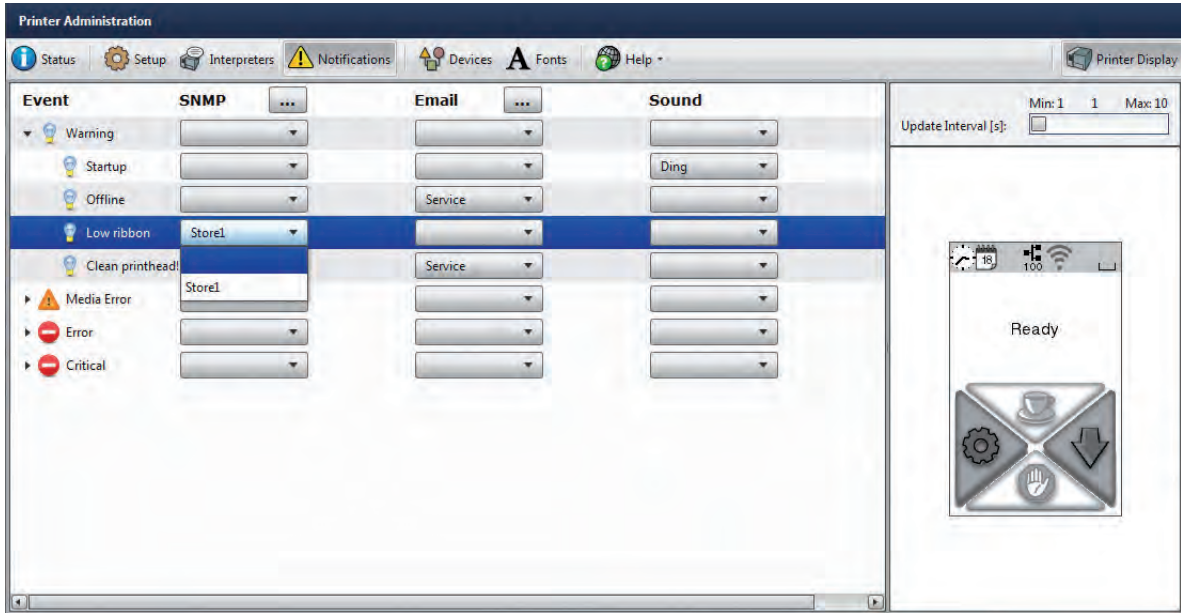 Printer Administration
Status Setup Interpreters Notifications Devices Fonts Help Printer Display
Event SNMP ... Email ... Sound
Min: 1 1 Max: 10
Update Interval [s]:
Warning
Startup Ding
Offline Service
Low ribbon Store1
Clean printhead! Service
Store1
Media Error
Error
Critical
18
100
Ready